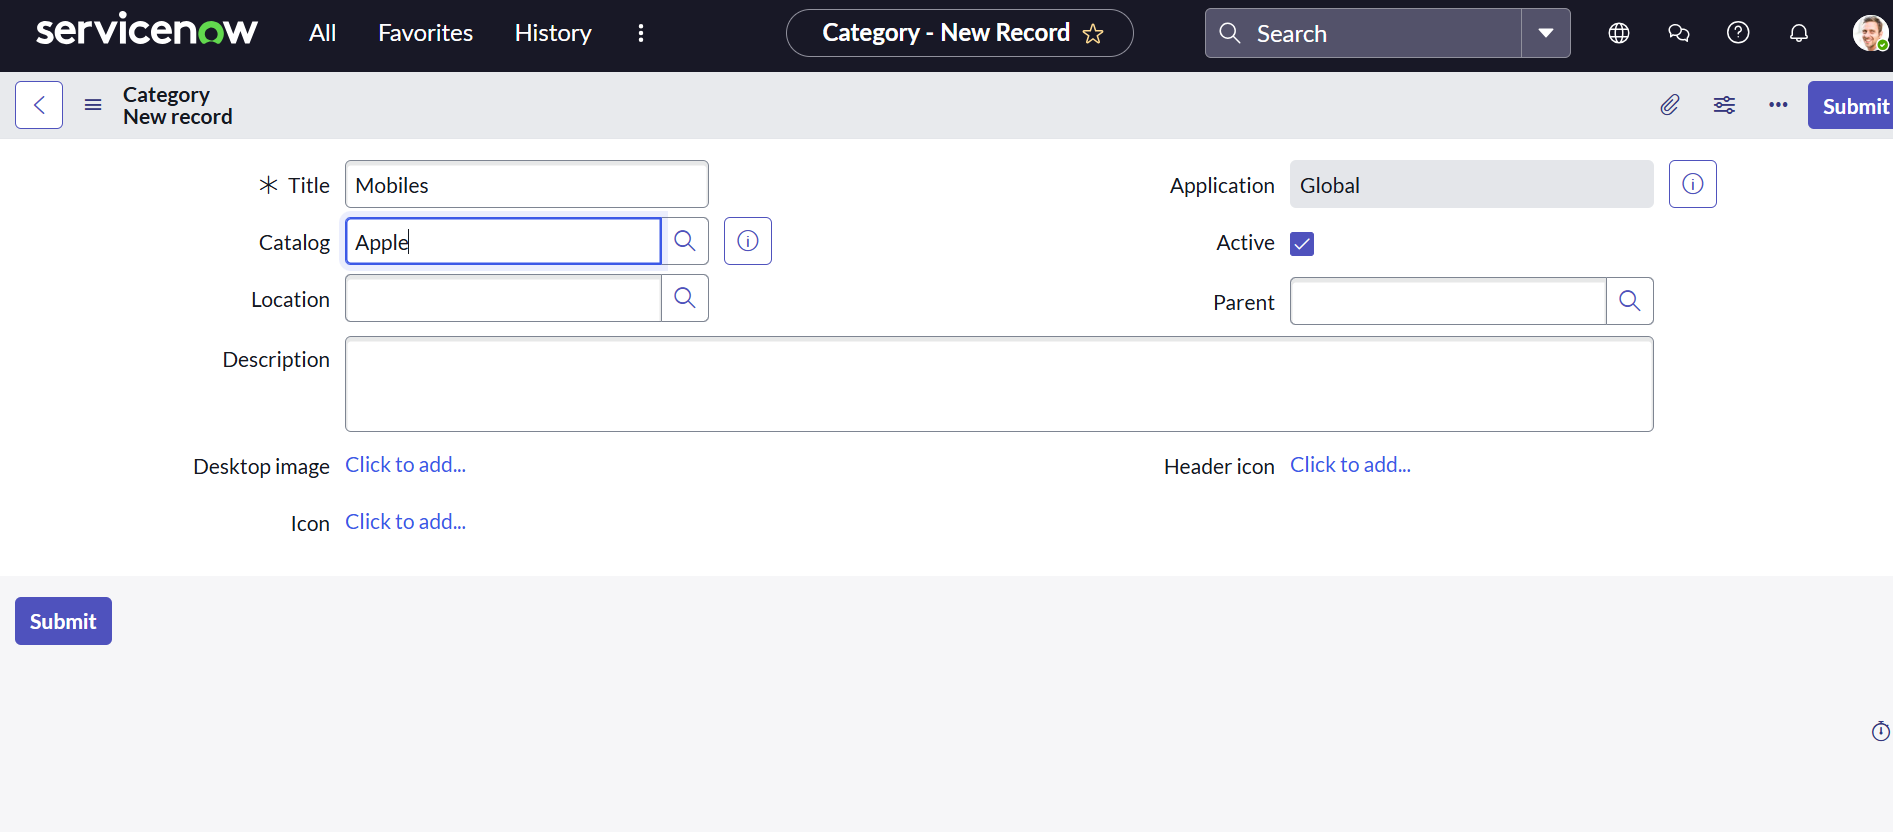 servicenow All Favorites History Category - New Record Search
Category
New record
Submit
* Title Mobiles
Application Global
Catalog Apple
Active
Location
Parent
Description
Desktop image Click to add...
Header icon Click to add...
Icon Click to add...
Submit